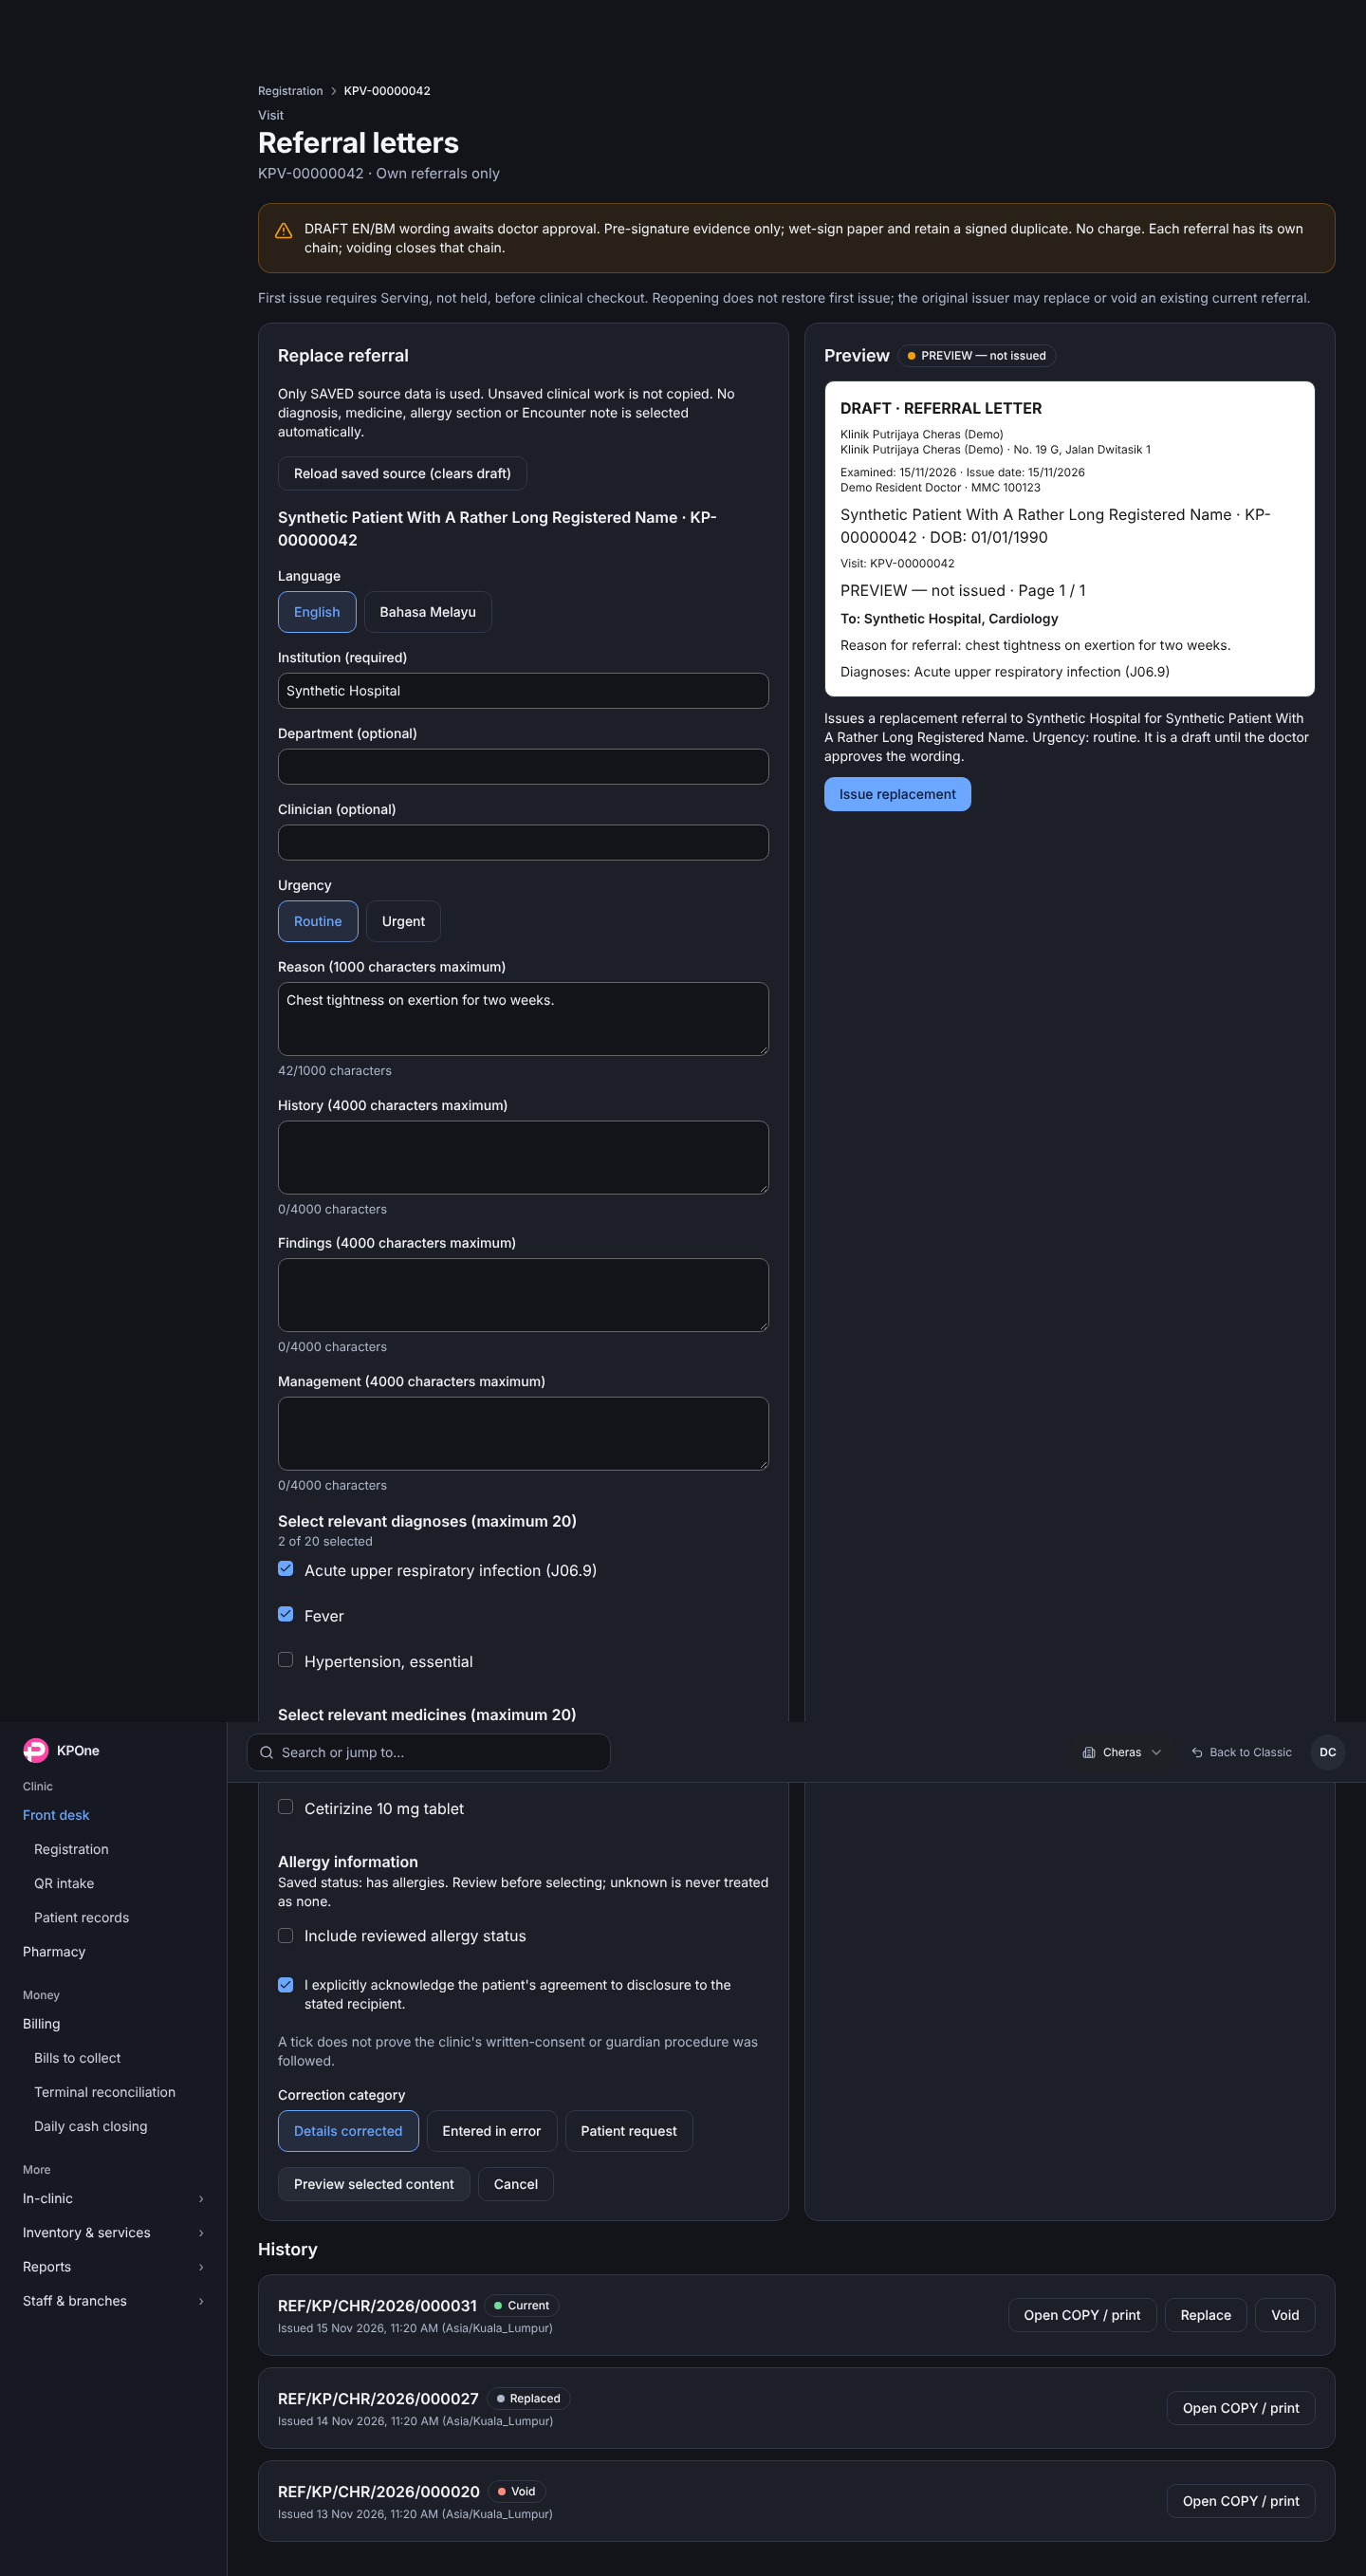 Registration > KPV-00000042
Visit
Referral letters
KPV-00000042 · Own referrals only
DRAFT EN/BM wording awaits doctor approval. Pre-signature evidence only; wet-sign paper and retain a signed duplicate. No charge. Each referral has its own
chain; voiding closes that chain.
First issue requires Serving, not held, before clinical checkout. Reopening does not restore first issue; the original issuer may replace or void an existing current referral.
Replace referral
Only SAVED source data is used. Unsaved clinical work is not copied. No
diagnosis, medicine, allergy section or Encounter note is selected
automatically.
Reload saved source (clears draft)
Synthetic Patient With A Rather Long Registered Name · KP-
00000042
Language
English
Bahasa Melayu
Institution (required)
Synthetic Hospital
Department (optional)
Clinician (optional)
Urgency
Routine
Urgent
Reason (1000 characters maximum)
Chest tightness on exertion for two weeks.
42/1000 characters
History (4000 characters maximum)
0/4000 characters
Findings (4000 characters maximum)
0/4000 characters
Management (4000 characters maximum)
0/4000 characters
Select relevant diagnoses (maximum 20)
2 of 20 selected
Acute upper respiratory infection (J06.9)
Fever
Hypertension, essential
Select relevant medicines (maximum 20)
Cetirizine 10 mg tablet
Allergy information
Saved status: has allergies. Review before selecting; unknown is never treated
as none.
Include reviewed allergy status
I explicitly acknowledge the patient's agreement to disclosure to the
stated recipient.
A tick does not prove the clinic's written-consent or guardian procedure was
followed.
Correction category
Details corrected
Entered in error
Patient request
Preview selected content
Cancel
Preview
PREVIEW — not issued
DRAFT · REFERRAL LETTER
Klinik Putrijaya Cheras (Demo)
Klinik Putrijaya Cheras (Demo) · No. 19 G, Jalan Dwitasik 1
Examined: 15/11/2026 · Issue date: 15/11/2026
Demo Resident Doctor · MMC 100123
Synthetic Patient With A Rather Long Registered Name · KP-
00000042 · DOB: 01/01/1990
Visit: KPV-00000042
PREVIEW — not issued · Page 1 / 1
To: Synthetic Hospital, Cardiology
Reason for referral: chest tightness on exertion for two weeks.
Diagnoses: Acute upper respiratory infection (J06.9)
Issues a replacement referral to Synthetic Hospital for Synthetic Patient With
A Rather Long Registered Name. Urgency: routine. It is a draft until the doctor
approves the wording.
Issue replacement
KPOne
Search or jump to...
Cheras
Back to Classic
DC
Clinic
Front desk
Registration
QR intake
Patient records
Pharmacy
Money
Billing
Bills to collect
Terminal reconciliation
Daily cash closing
More
In-clinic
Inventory & services
Reports
Staff & branches
History
REF/KP/CHR/2026/000031
Current
Issued 15 Nov 2026, 11:20 AM (Asia/Kuala_Lumpur)
Open COPY / print
Replace
Void
REF/KP/CHR/2026/000027
Replaced
Issued 14 Nov 2026, 11:20 AM (Asia/Kuala_Lumpur)
Open COPY / print
REF/KP/CHR/2026/000020
Void
Issued 13 Nov 2026, 11:20 AM (Asia/Kuala_Lumpur)
Open COPY / print